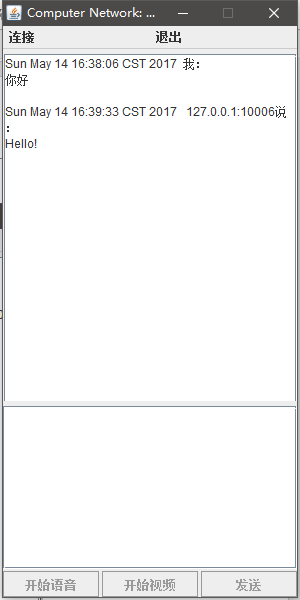 Computer Network: ...
连接 退出
Sun May 14 16:38:06 CST 2017 我：
你好
Sun May 14 16:39:33 CST 2017 127.0.0.1:10006说
：
Hello!
开始语音 开始视频 发送